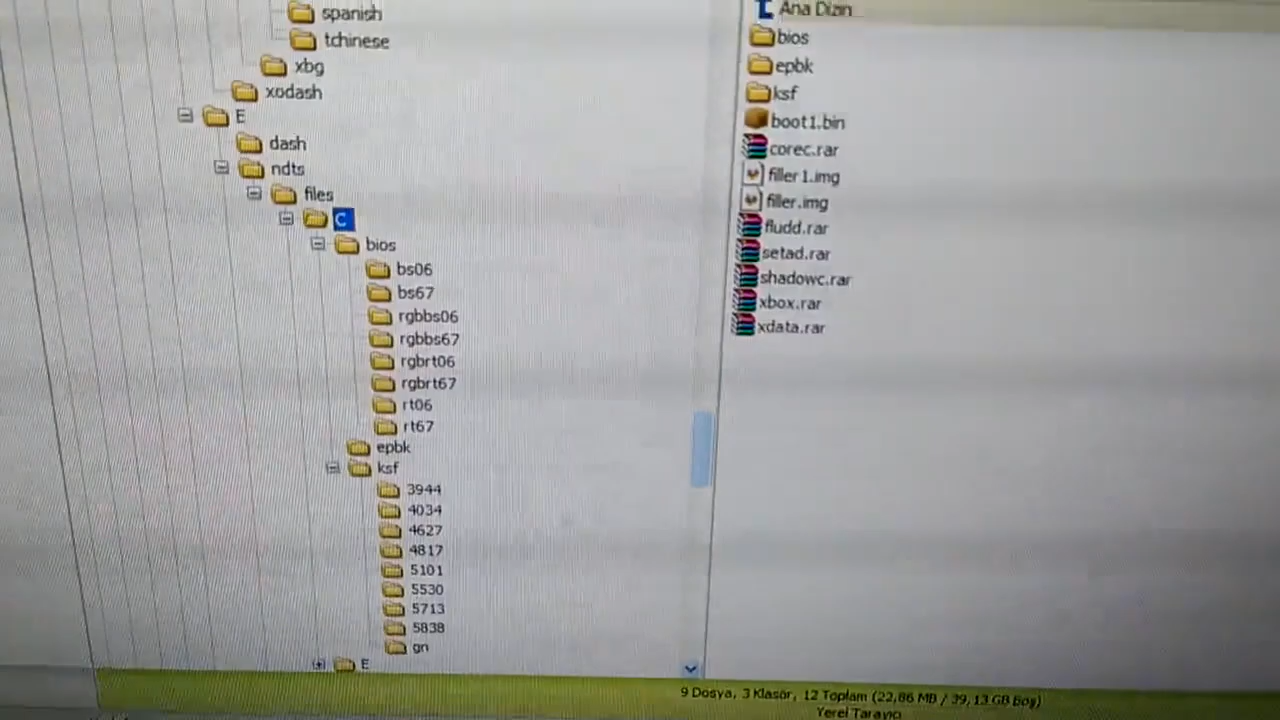 spanish
tchinese
xbg
xodash
E
dash
ndts
files
C
bios
bs06
bs67
rgbbs06
rgbbs67
rgbrt06
rgbrt67
rt06
rt67
epbk
ksf
3944
4034
4627
4817
5101
5530
5713
5838
gn
E
Ana Dizin
bios
epbk
ksf
boot1.bin
corec.rar
filler1.img
filler.img
fludd.rar
setad.rar
shadowc.rar
xbox.rar
xdata.rar
9 Dosya, 3 Klasör, 12 Toplam (22,86 MB / 39,13 GB Boş)
Yerel Tarayıcı